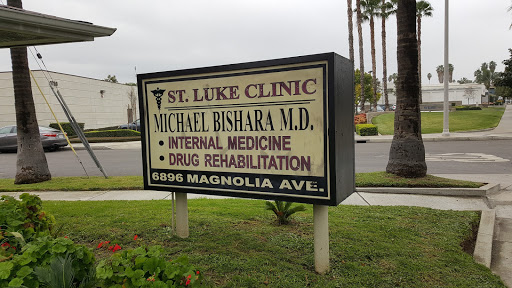 ST. LUKE CLINIC
MICHAEL BISHARA M.D.
• INTERNAL MEDICINE
• DRUG REHABILITATION
6896 MAGNOLIA AVE.